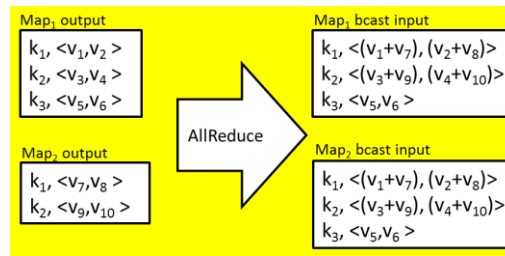 Map₁ output
k₁, <v₁,v₂ >
k₂, <v₃,v₄ >
k₃, <v₅,v₆ >
Map₂ output
k₁, <v₇,v₈ >
k₂, <v₉,v₁₀ >
AllReduce
Map₁ bcast input
k₁, <(v₁+v₇), (v₂+v₈)>
k₂, <(v₃+v₉), (v₄+v₁₀)>
k₃, <v₅,v₆ >
Map₂ bcast input
k₁, <(v₁+v₇), (v₂+v₈)>
k₂, <(v₃+v₉), (v₄+v₁₀)>
k₃, <v₅,v₆ >